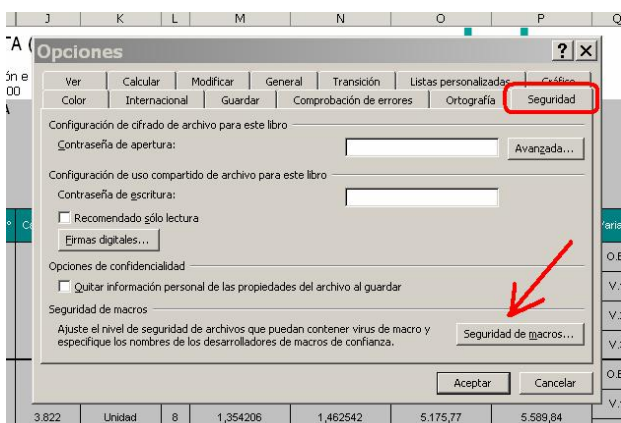 J K L M N O P Q
TA (
Opciones
ón e
00
Ver Calcular Modificar General Transición Listas personalizadas Gráfico
Color Internacional Guardar Comprobación de errores Ortografía Seguridad
Configuración de cifrado de archivo para este libro
Contraseña de apertura:
Avanzada...
Configuración de uso compartido de archivo para este libro
Contraseña de escritura:
Recomendado sólo lectura
Firmas digitales...
Opciones de confidencialidad
Quitar información personal de las propiedades del archivo al guardar
Seguridad de macros
Ajuste el nivel de seguridad de archivos que puedan contener virus de macro y
especifique los nombres de los desarrolladores de macros de confianza.
Seguridad de macros...
Aceptar Cancelar
3.822 Unidad 8 1,354206 1,462542 5.175,77 5.589,84